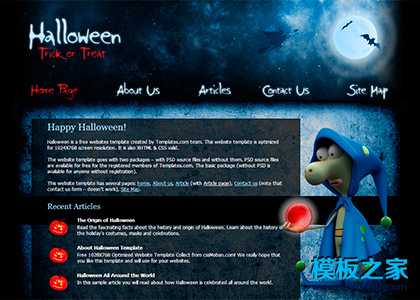 Halloween
Trick or Treat
Home Page
About Us
Articles
Contact Us
Site Map
Happy Halloween!
Halloween is a free websites template created by Templates.com team. This website template is
optimized for 1024X768 screen resolution. It is also XHTML & CSS valid.
The website template goes with two packages – with PSD source files and without them. PSD source
files are available for free for the registered members of Templates.com. The basic package (without PSD is
available for anyone without registration).
This website template has several pages: home, About us, Article (with Article page), Contact us (note that
contact us form – doesn't work), Site Map.
Recent Articles
The Origin of Halloween
Read the fascinating facts about the history and origin of Halloween. Learn about the history of
the holiday's costumes, masks and celebrations.
About Halloween Template
Free 1024X768 Optimized Website Template Collect from cssMoban.com! We really hope that
you like this template and will use for your websites.
Halloween All Around the World
In this sample article you will read about how Halloween is celebrated all around the world.
模板之家